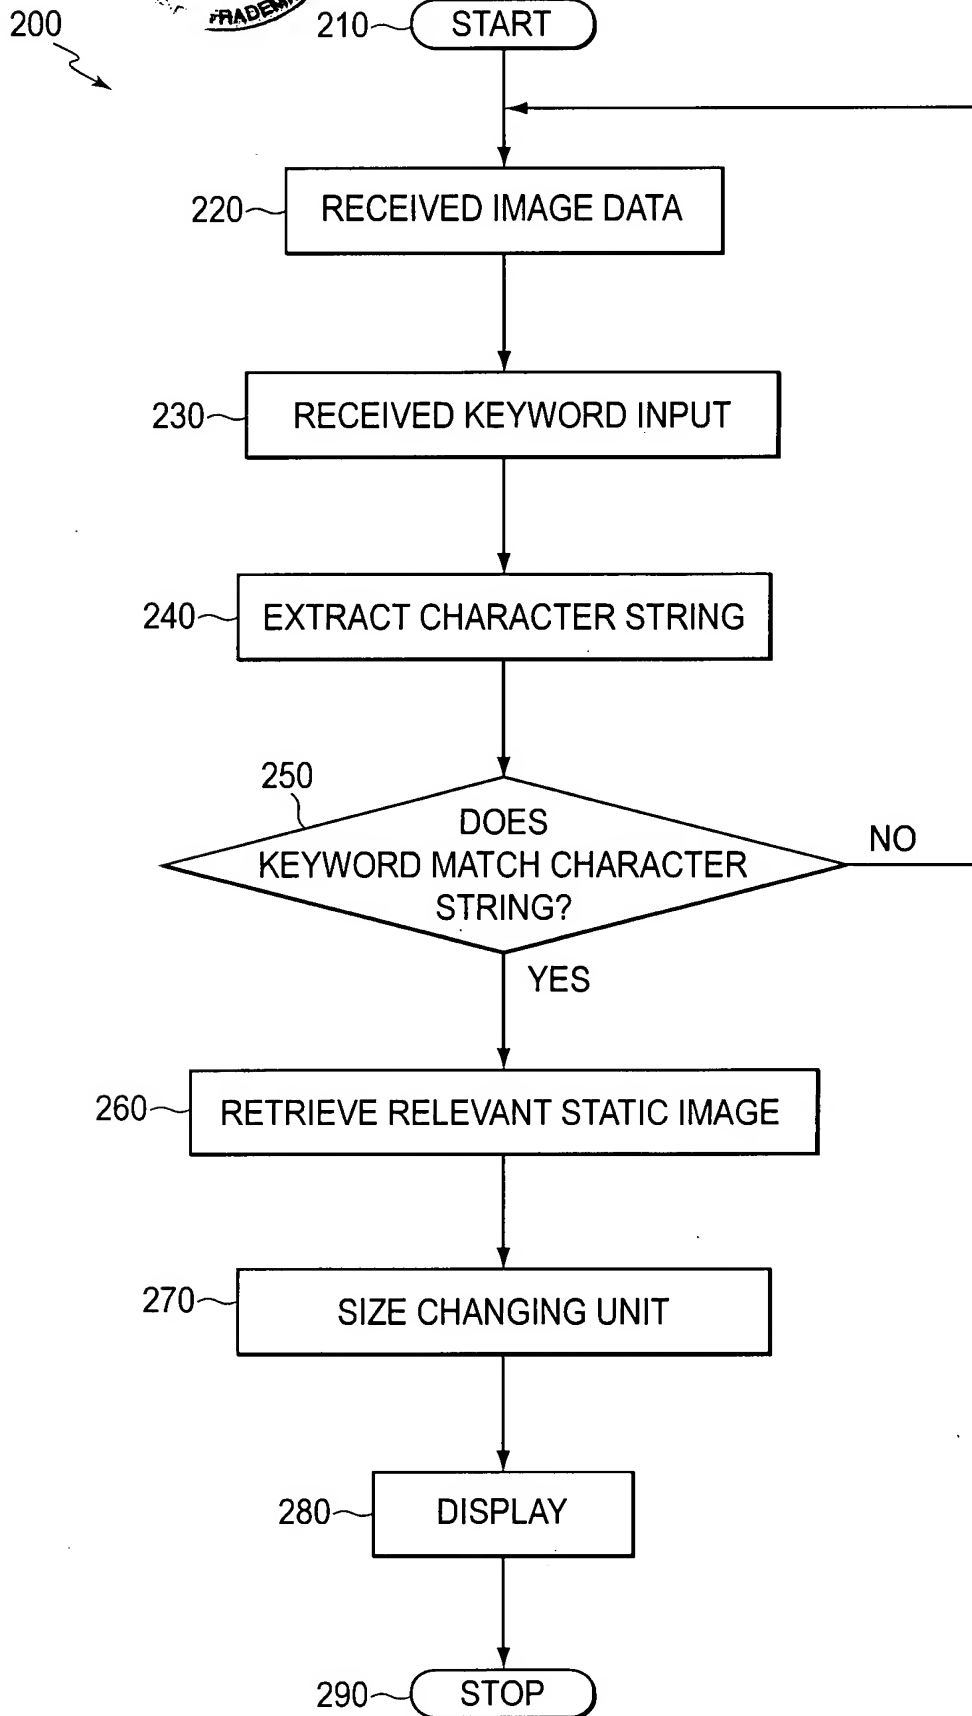 200
210 START
220 RECEIVED IMAGE DATA
230 RECEIVED KEYWORD INPUT
240 EXTRACT CHARACTER STRING
250
DOES
KEYWORD MATCH CHARACTER
STRING?
NO
YES
260 RETRIEVE RELEVANT STATIC IMAGE
270 SIZE CHANGING UNIT
280 DISPLAY
290 STOP